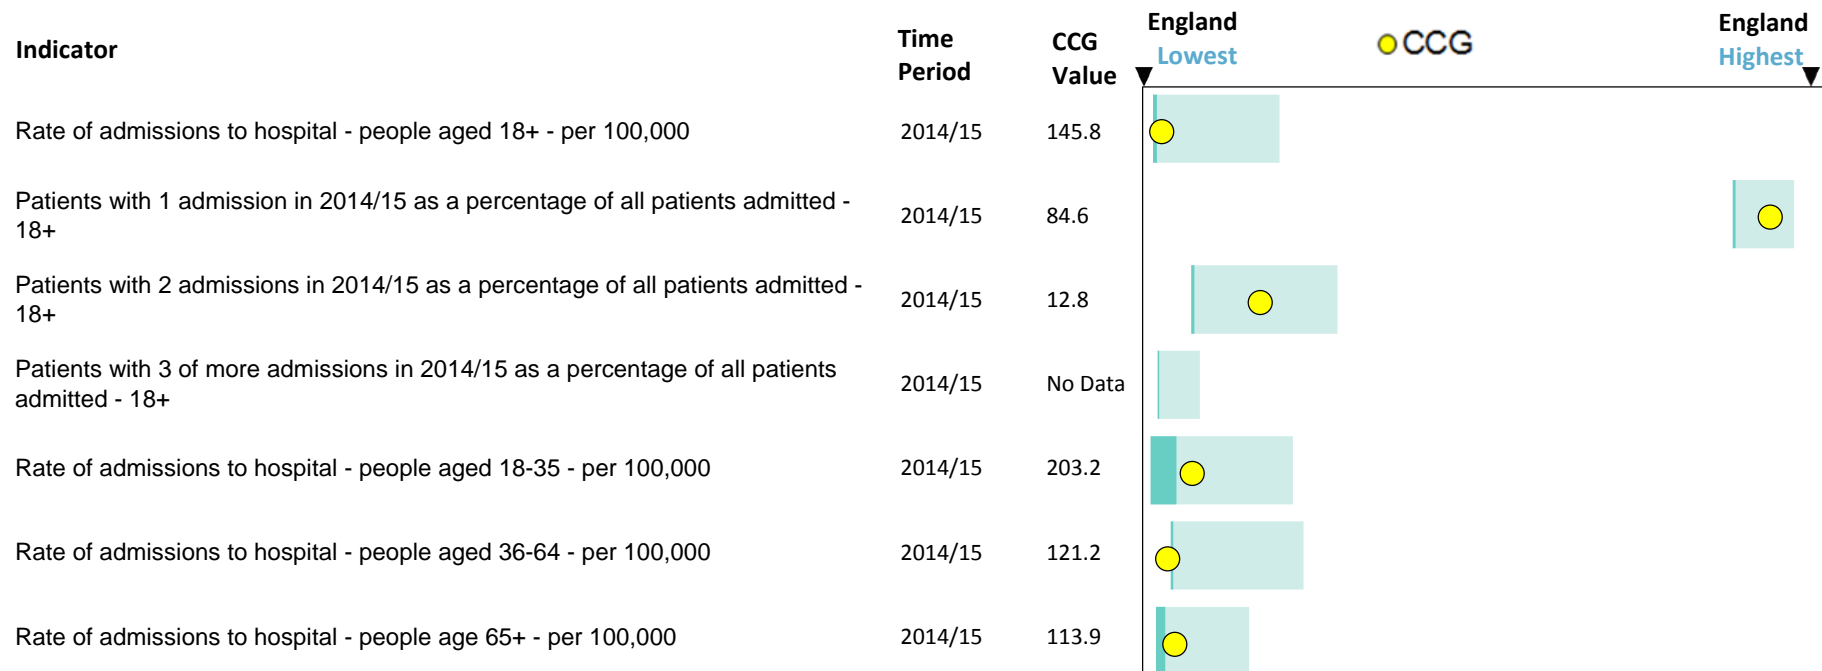 Indicator
Time
Period
CCG
Value
England
Lowest
CCG
England
Highest
Rate of admissions to hospital - people aged 18+ - per 100,000
2014/15
145.8
Patients with 1 admission in 2014/15 as a percentage of all patients admitted -
18+
2014/15
84.6
Patients with 2 admissions in 2014/15 as a percentage of all patients admitted -
18+
2014/15
12.8
Patients with 3 of more admissions in 2014/15 as a percentage of all patients
admitted - 18+
2014/15
No Data
Rate of admissions to hospital - people aged 18-35 - per 100,000
2014/15
203.2
Rate of admissions to hospital - people aged 36-64 - per 100,000
2014/15
121.2
Rate of admissions to hospital - people age 65+ - per 100,000
2014/15
113.9